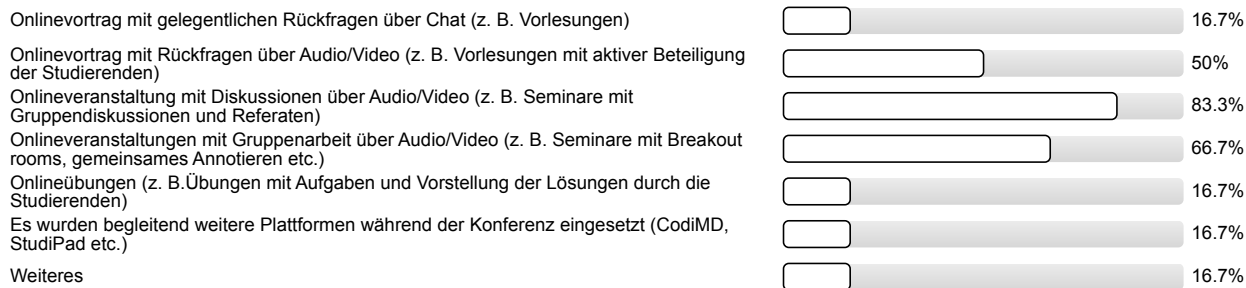 Onlinevortrag mit gelegentlichen Rückfragen über Chat (z. B. Vorlesungen)
16.7%
Onlinevortrag mit Rückfragen über Audio/Video (z. B. Vorlesungen mit aktiver Beteiligung
der Studierenden)
50%
Onlineveranstaltung mit Diskussionen über Audio/Video (z. B. Seminare mit
Gruppendiskussionen und Referaten)
83.3%
Onlineveranstaltungen mit Gruppenarbeit über Audio/Video (z. B. Seminare mit Breakout
rooms, gemeinsames Annotieren etc.)
66.7%
Onlineübungen (z. B.Übungen mit Aufgaben und Vorstellung der Lösungen durch die
Studierenden)
16.7%
Es wurden begleitend weitere Plattformen während der Konferenz eingesetzt (CodiMD,
StudiPad etc.)
16.7%
Weiteres
16.7%